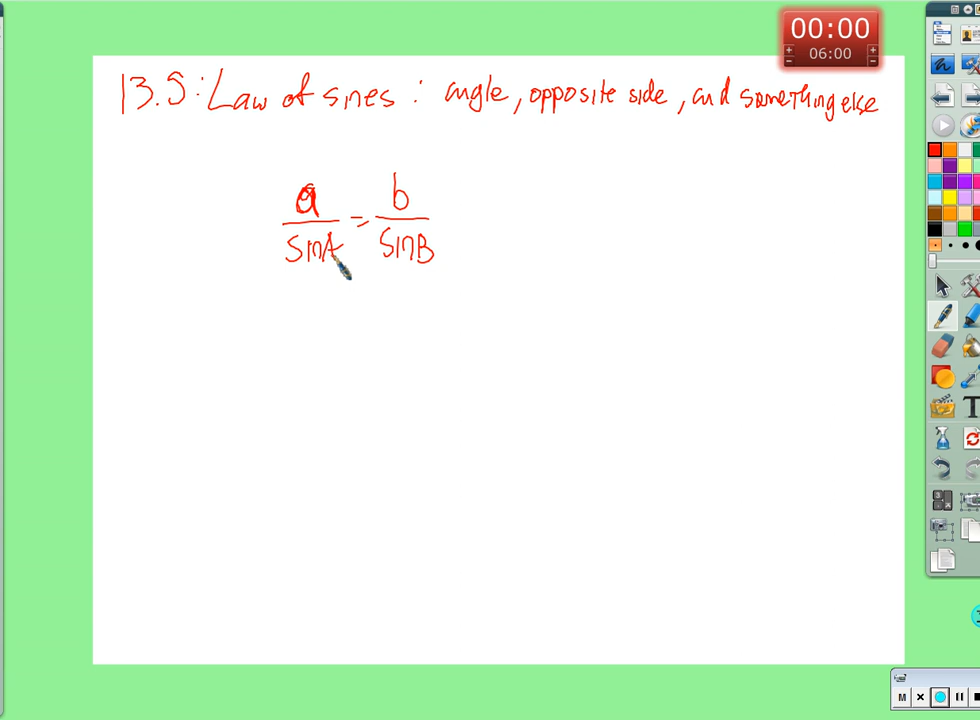 00:00
06:00
13.5: Law of sines: angle, opposite side, and something else
a/sinA = b/sinB
T
M